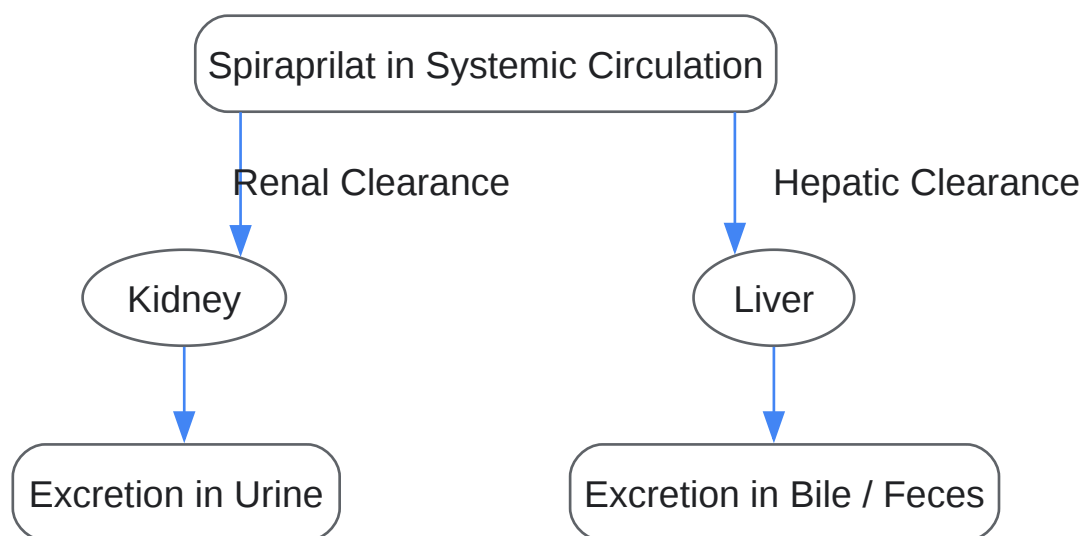 Spiraprilat in Systemic Circulation
Renal Clearance
Hepatic Clearance
Kidney
Liver
Excretion in Urine
Excretion in Bile / Feces